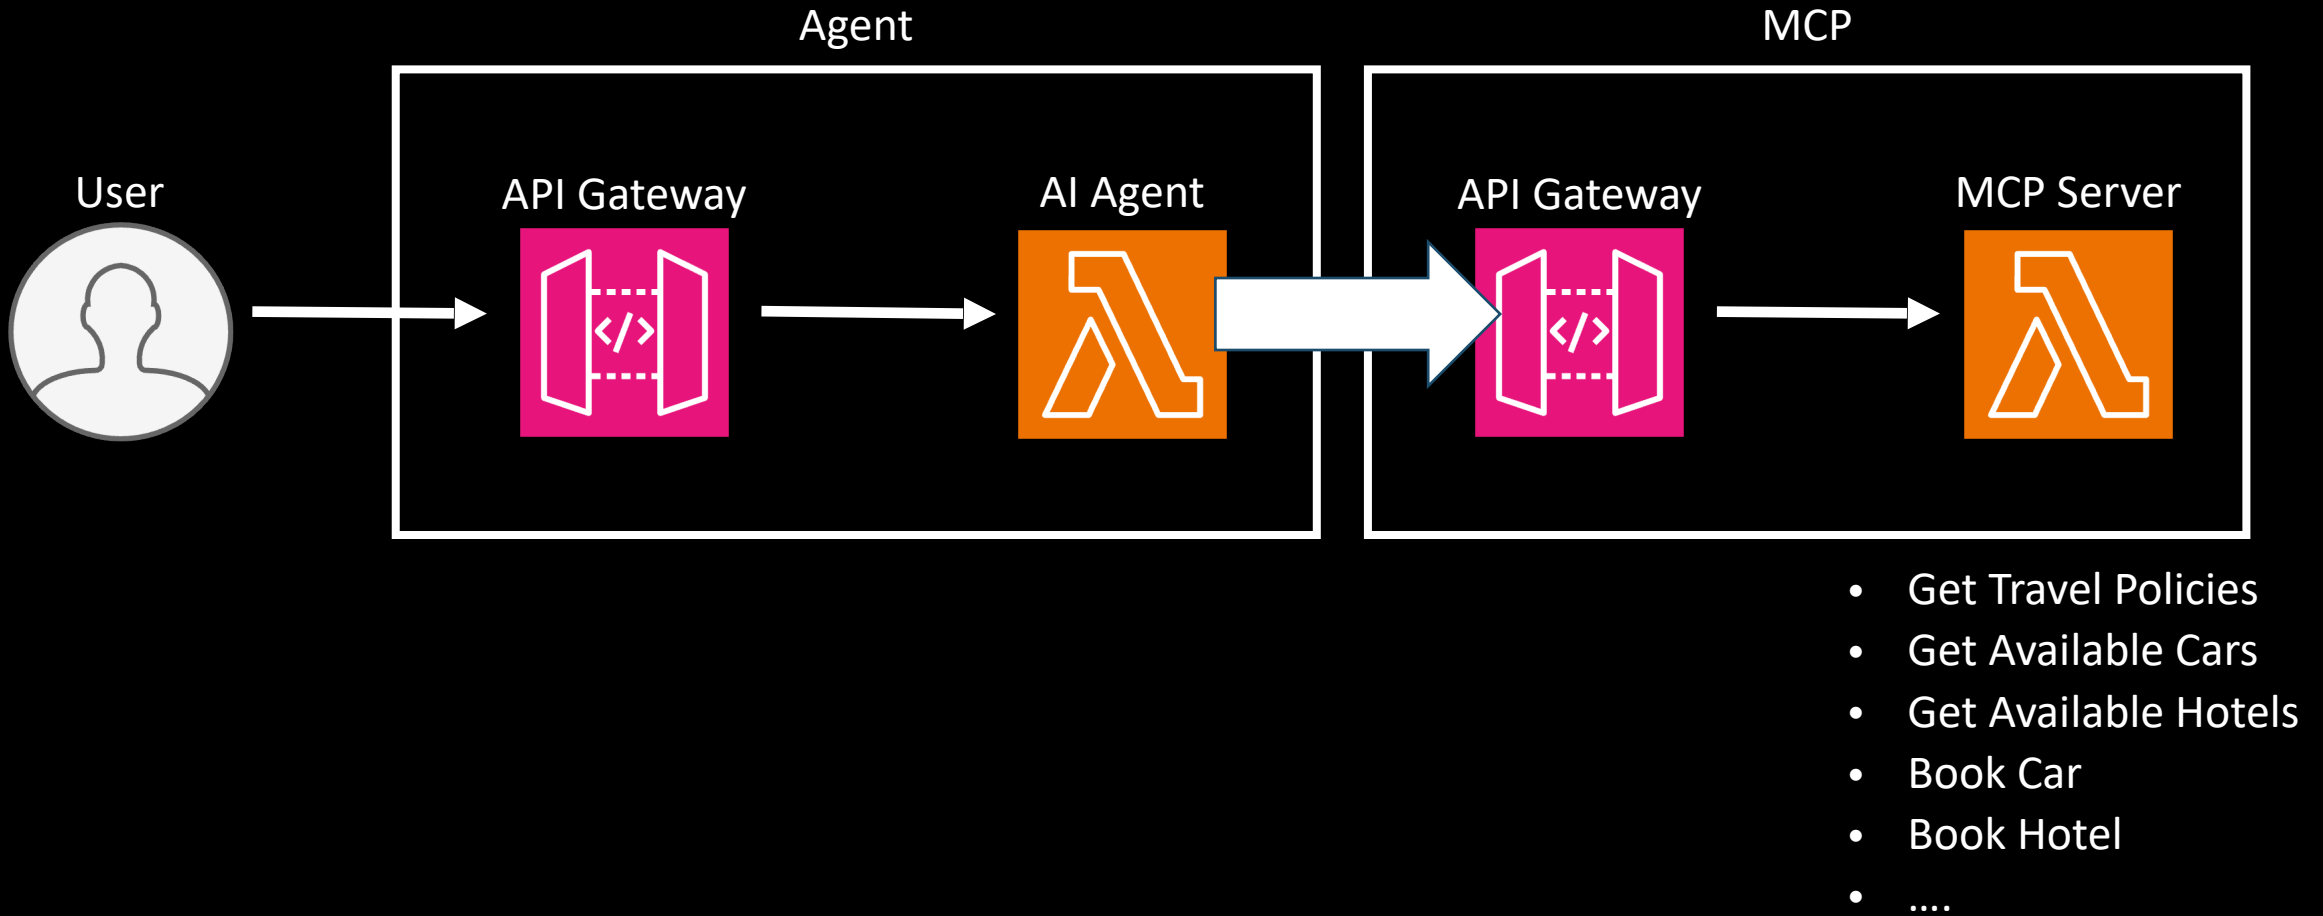 Agent
MCP
User
API Gateway
AI Agent
API Gateway
MCP Server
</>
</>
• Get Travel Policies
• Get Available Cars
• Get Available Hotels
• Book Car
• Book Hotel
• ....